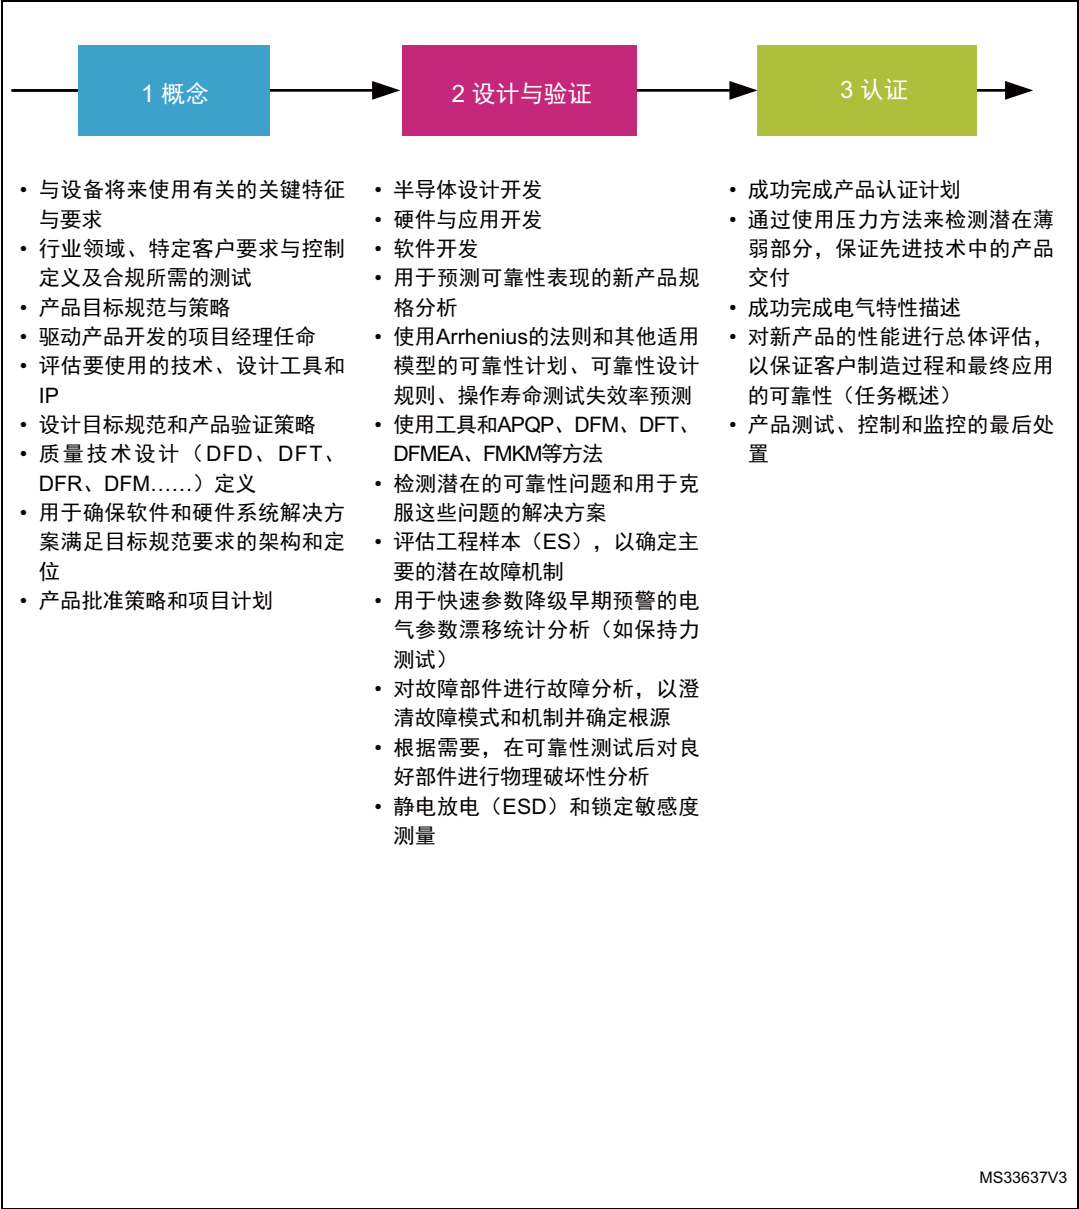 1 概念
2 设计与验证
3 认证
• 与设备将来使用有关的关键特征
与要求
• 行业领域、特定客户要求与控制
定义及合规所需的测试
• 产品目标规范与策略
• 驱动产品开发的项目经理任命
• 评估要使用的技术、设计工具和
IP
• 设计目标规范和产品验证策略
• 质量技术设计（DFD、DFT、
DFR、DFM……）定义
• 用于确保软件和硬件系统解决方
案满足目标规范要求的架构和定
位
• 产品批准策略和项目计划
• 半导体设计开发
• 硬件与应用开发
• 软件开发
• 用于预测可靠性表现的新产品规
格分析
• 使用Arrhenius的法则和其他适用
模型的可靠性计划、可靠性设计
规则、操作寿命测试失效率预测
• 使用工具和APQP、DFM、DFT、
DFMEA、FMKM等方法
• 检测潜在的可靠性问题和用于克
服这些问题的解决方案
• 评估工程样本（ES），以确定主
要的潜在故障机制
• 用于快速参数降级早期预警的电
气参数漂移统计分析（如保持力
测试）
• 对故障部件进行故障分析，以澄
清故障模式和机制并确定根源
• 根据需要，在可靠性测试后对良
好部件进行物理破坏性分析
• 静电放电（ESD）和锁定敏感度
测量
• 成功完成产品认证计划
• 通过使用压力方法来检测潜在薄
弱部分，保证先进技术中的产品
交付
• 成功完成电气特性描述
• 对新产品的性能进行总体评估，
以保证客户制造过程和最终应用
的可靠性（任务概述）
• 产品测试、控制和监控的最后处
置
MS33637V3